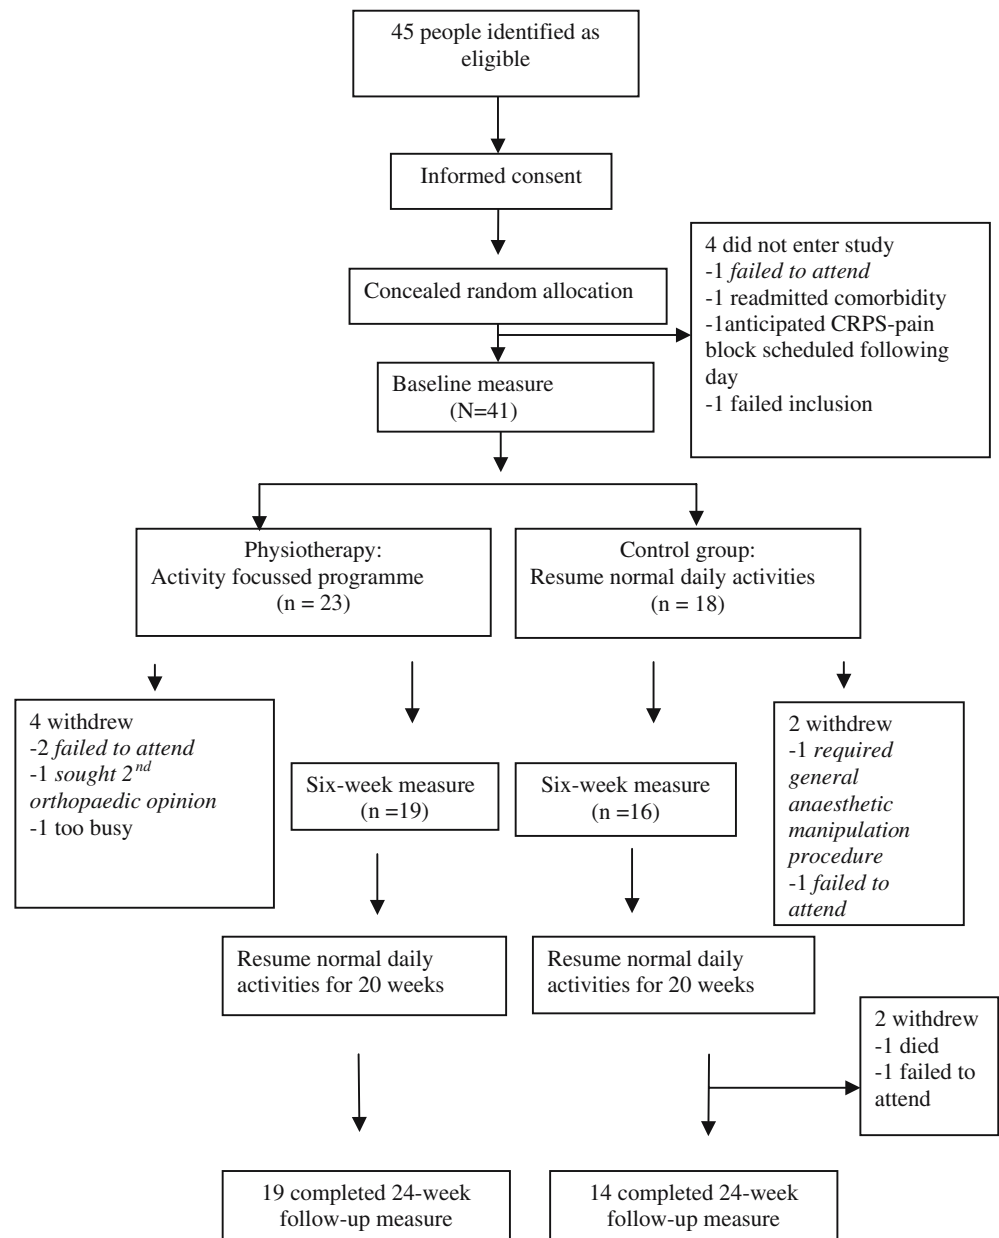 45 people identified as
eligible
Informed consent
Concealed random allocation
4 did not enter study
-1 failed to attend
-1 readmitted comorbidity
-1anticipated CRPS-pain
block scheduled following
day
-1 failed inclusion
Baseline measure
(N=41)
Physiotherapy:
Activity focussed programme
(n = 23)
Control group:
Resume normal daily activities
(n = 18)
4 withdrew
-2 failed to attend
-1 sought 2nd
orthopaedic opinion
-1 too busy
Six-week measure
(n =19)
Six-week measure
(n =16)
2 withdrew
-1 required
general
anaesthetic
manipulation
procedure
-1 failed to
attend
Resume normal daily
activities for 20 weeks
Resume normal daily
activities for 20 weeks
2 withdrew
-1 died
-1 failed to
attend
19 completed 24-week
follow-up measure
14 completed 24-week
follow-up measure